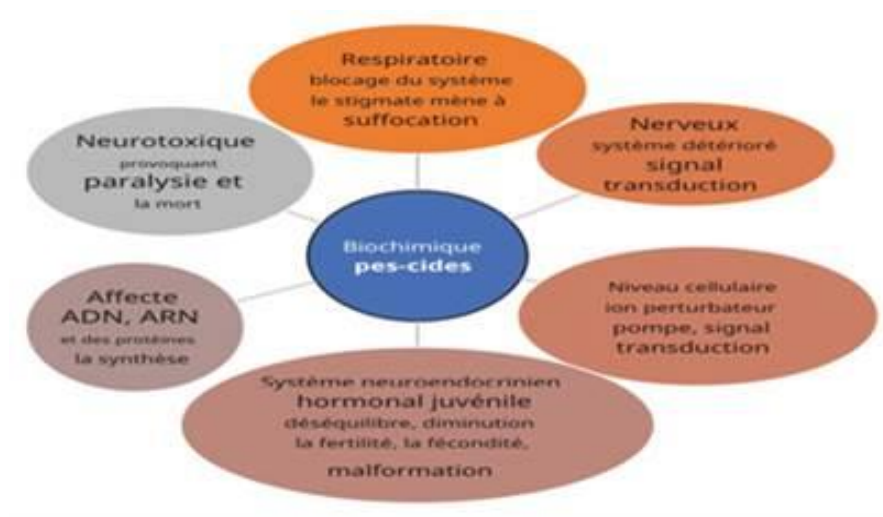 Respiratoire
blocage du système
le stigmate mène à
suffocation
Nerveux
système détérioré
signal
transduction
Neurotoxique
provoquant
paralysie et
la mort
Biochimique
pes-cides
Niveau cellulaire
ion perturbateur
pompe, signal
transduction
Affecte
ADN, ARN
et des protéines
la synthèse
Système neuroendocrinien
hormonal juvénile
déséquilibre, diminution
la fertilité, la fécondité,
malformation